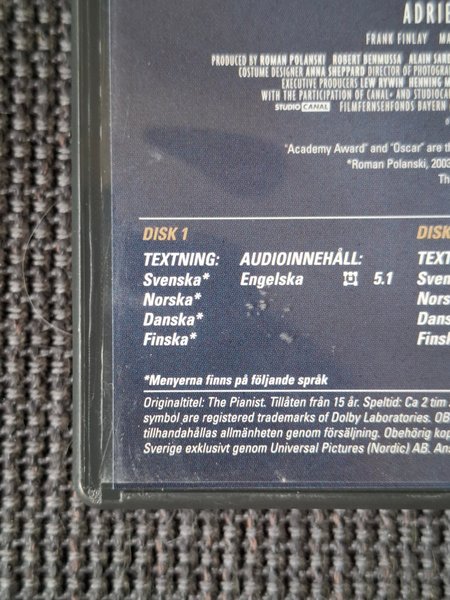 ADRIE
FRANK FINLAY MA
PRODUCED BY ROMAN POLANSKI ROBERT BENMUSSA ALAIN SAR
COSTUME DESIGNER ANNA SHEPPARD DIRECTOR OF PHOTOGRA
EXECUTIVE PRODUCERS LEW RYWIN HENNING M
WITH THE PARTICIPATION OF CANAL+ AND STUDIOCA
STUDIO CANAL FILMFERNSEHFONDS BAYERN
"Academy Award" and "Oscar" are th
*Roman Polanski, 2003
Th
DISK 1 DISK
TEXTNING: AUDIOINNEHÅLL: TEXT
Svenska* Engelska 5.1 Sven
Norska* Nors
Danska* Dans
Finska* Finsk
*Menyerna finns på följande språk
Originaltitel: The Pianist. Tillåten från 15 år. Speltid: Ca 2 tim
symbol are registered trademarks of Dolby Laboratories. OB
tillhandahållas allmänheten genom försäljning. Obehörig kop
Sverige exklusivt genom Universal Pictures (Nordic) AB. Ans